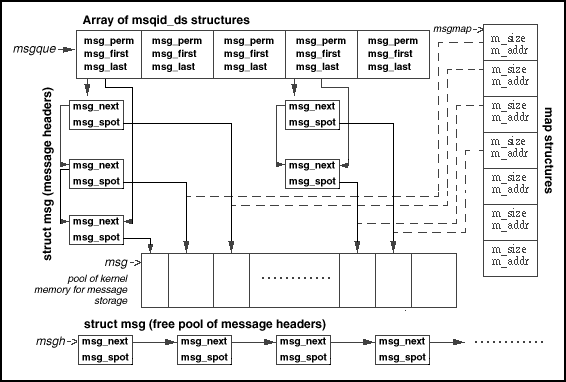 Array of msqid_ds structures
msgque
msg_perm msg_perm msg_perm msg_perm msg_perm
msg_first msg_first msg_first msg_first msg_first
msg_last msg_last msg_last msg_last msg_last
msgmap
m_size
m_addr
m_size
m_addr
m_size
m_addr
m_size
m_addr
m_size
m_addr
m_size
m_addr
m_size
m_addr
map structures
struct msg (message headers)
msg_next
msg_spot
msg_next
msg_spot
msg_next
msg_spot
msg_next
msg_spot
msg_next
msg_spot
msg
pool of kernel
memory for message
storage
struct msg (free pool of message headers)
msgh
msg_next msg_next msg_next msg_next
msg_spot msg_spot msg_spot msg_spot